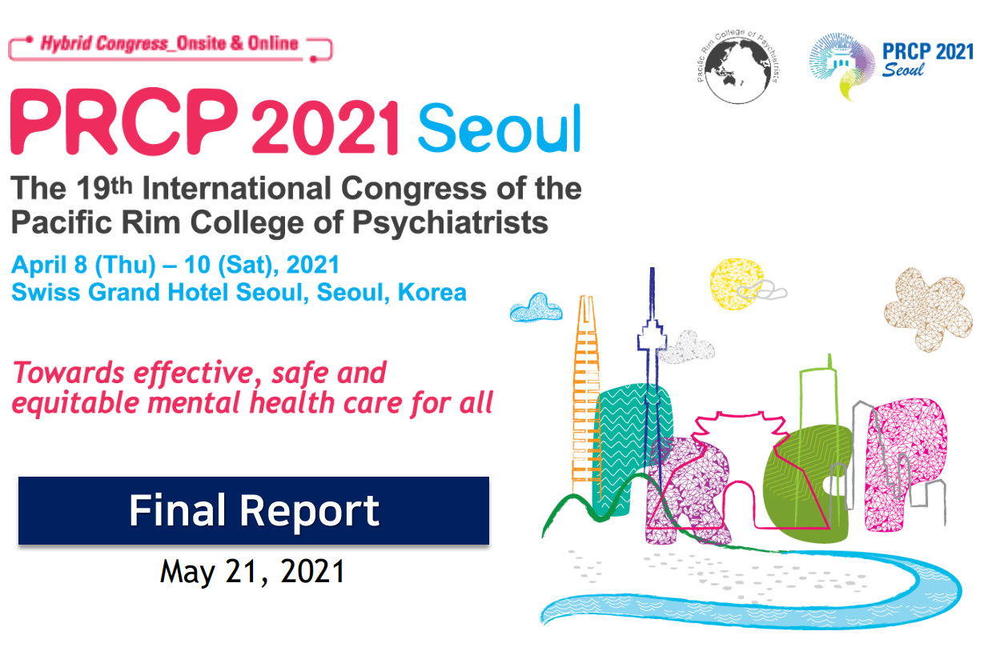 Hybrid Congress_Onsite & Online
Pacific Rim College of Psychiatrists
PRCP 2021
Seoul
PRCP 2021 Seoul
The 19th International Congress of the
Pacific Rim College of Psychiatrists
April 8 (Thu) – 10 (Sat), 2021
Swiss Grand Hotel Seoul, Seoul, Korea
Towards effective, safe and
equitable mental health care for all
Final Report
May 21, 2021